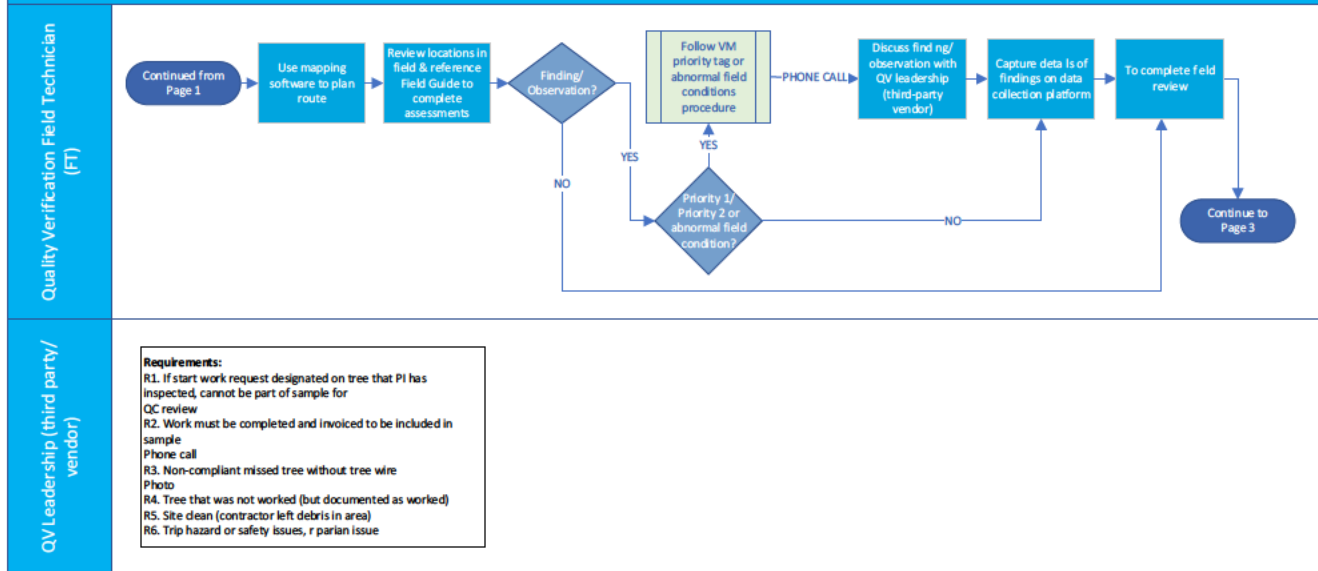 Quality Verification Field Technician
(FT)
Continued from
Page 1
Use mapping
software to plan
route
Review locations in
field & reference
Field Guide to
complete
assessments
Finding/
Observation?
YES
NO
Priority 1/
Priority 2 or
abnormal field
condition?
YES
NO
Follow VM
priority tag or
abnormal field
conditions
procedure
PHONE CALL
Discuss find ng/
observation with
QV leadership
(third-party
vendor)
Capture deta ls of
findings on data
collection platform
To complete f eld
review
Continue to
Page 3
QV Leadership (third party/
vendor)
Requirements:
R1. If start work request designated on tree that PI has
inspected, cannot be part of sample for
QC review
R2. Work must be completed and invoiced to be included in
sample
Phone call
R3. Non-compliant missed tree without tree wire
Photo
R4. Tree that was not worked (but documented as worked)
R5. Site clean (contractor left debris in area)
R6. Trip hazard or safety issues, r parian issue